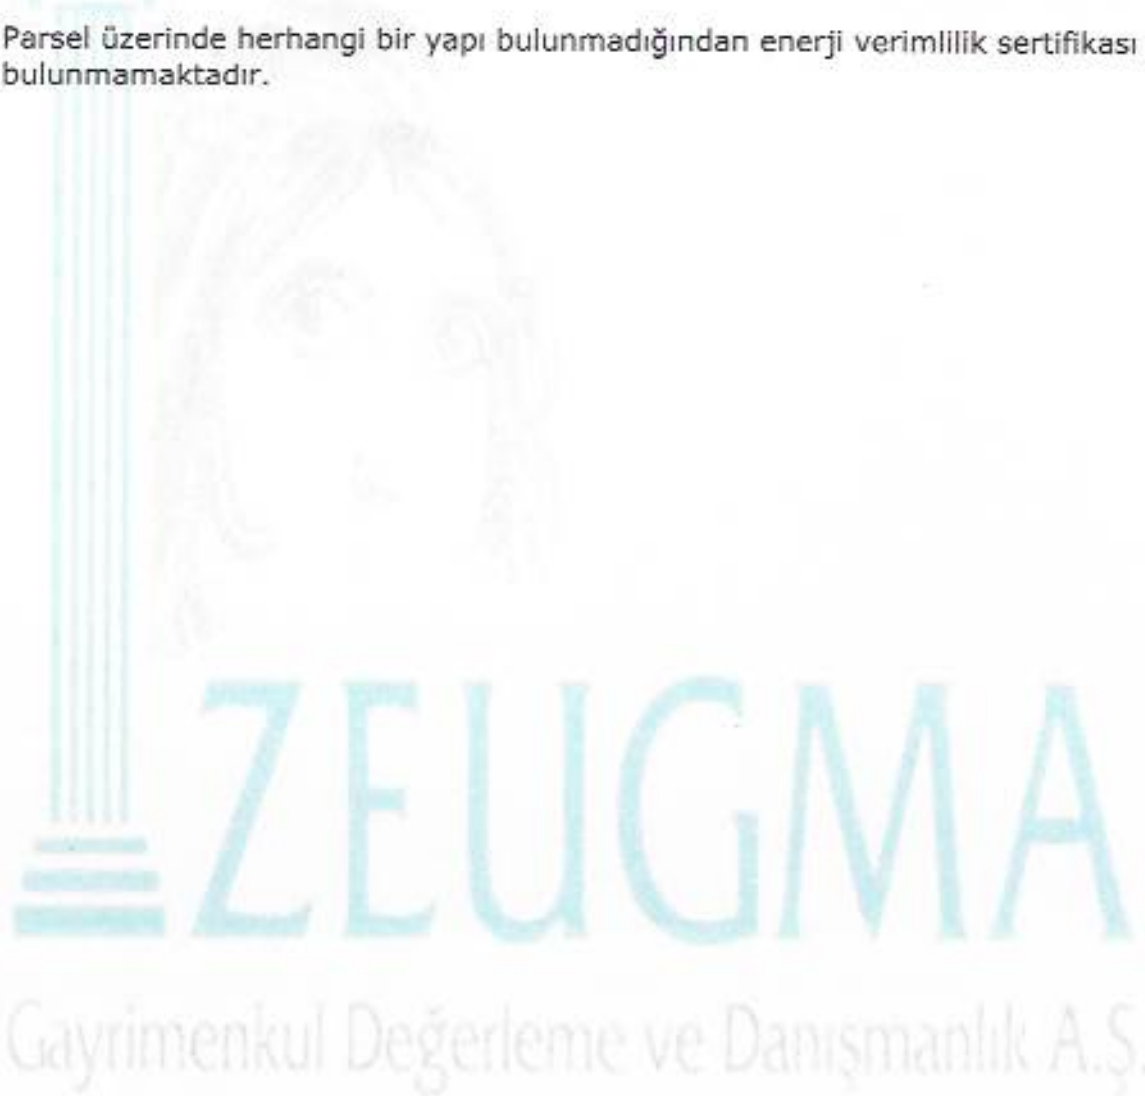 Parsel üzerinde herhangi bir yapı bulunmadığından enerji verimlilik sertifikası
bulunmamaktadır.
ZEUGMA
Gayrimenkul Değerleme ve Danışmanlık A.Ş.